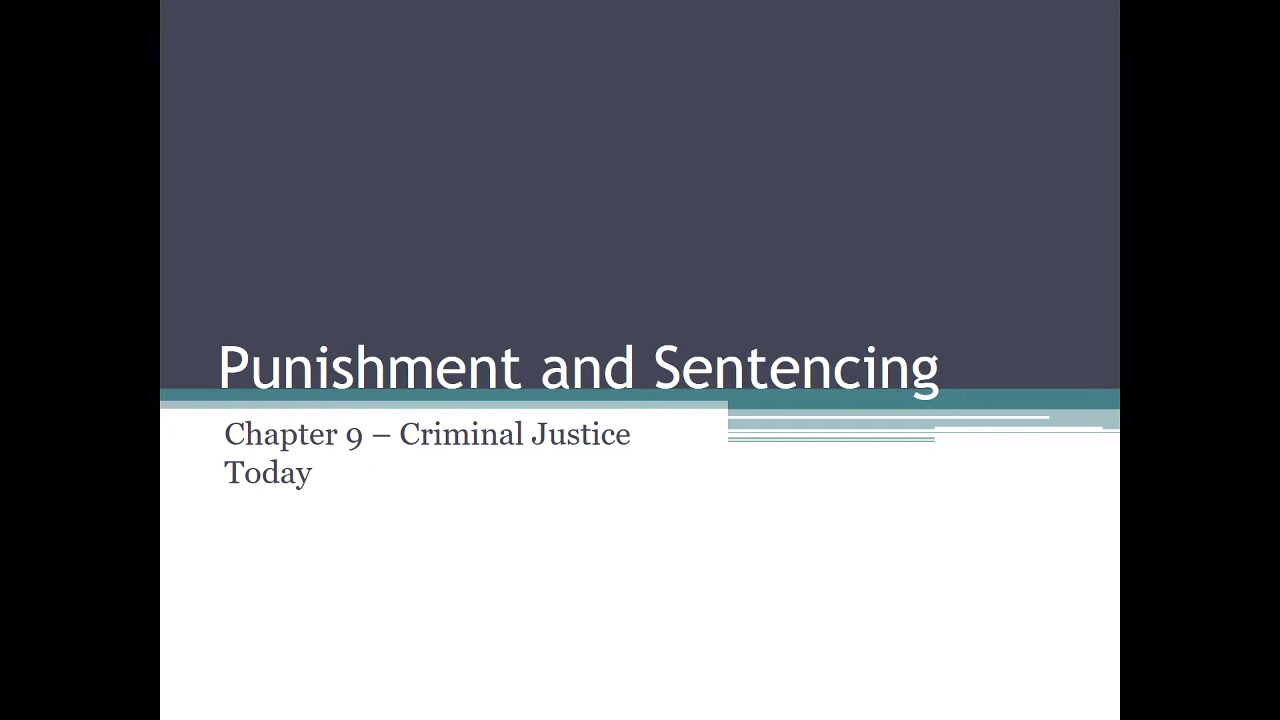 Punishment and Sentencing
Chapter 9 – Criminal Justice
Today